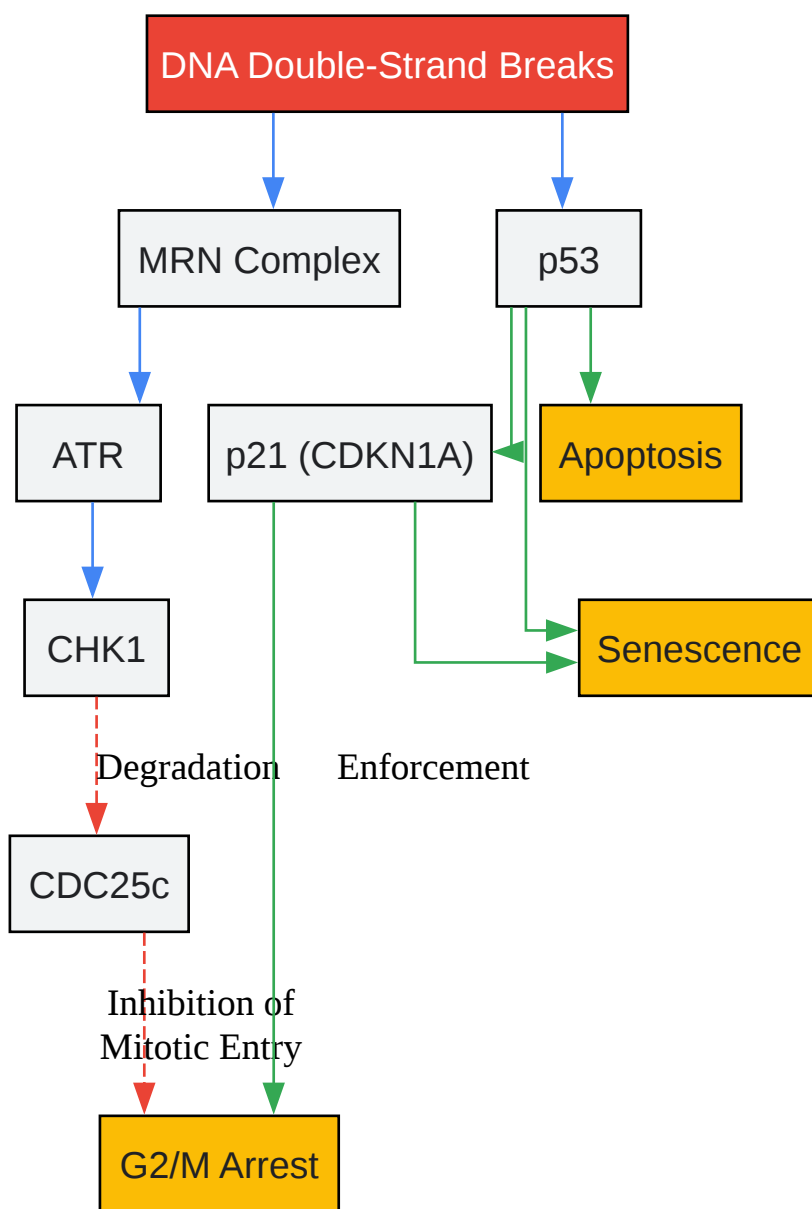 DNA Double-Strand Breaks
MRN Complex
p53
ATR
p21 (CDKN1A)
Apoptosis
CHK1
Senescence
Degradation
Enforcement
CDC25c
Inhibition of
Mitotic Entry
G2/M Arrest